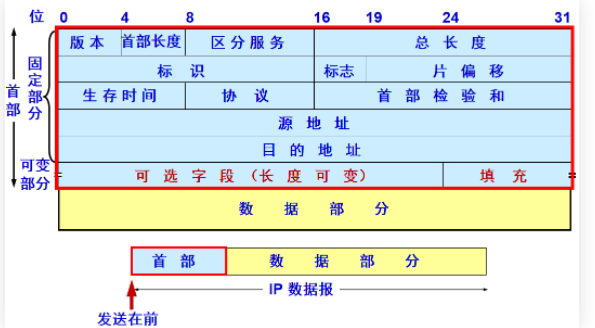 位 0 4 8 16 19 24 31
版本 首部长度 区分服务 总长度
标识 标志 片偏移
生存时间 协议 首部检验和
源地址
目的地址
可选字段（长度可变） 填充
数据部分
首部
固定部分
可变部分
首部 数据部分
IP 数据报
发送在前